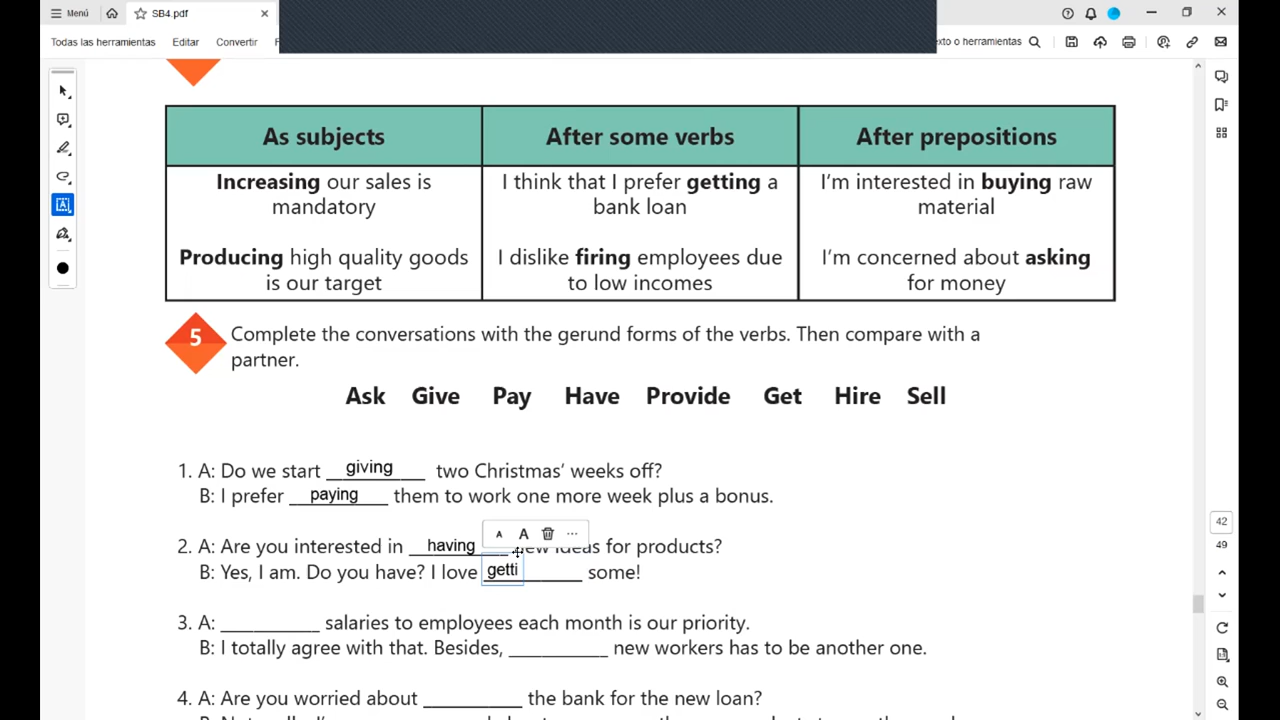 Menú
SB4.pdf
Todas las herramientas Editar Convertir
xto o herramientas
As subjects After some verbs After prepositions
Increasing our sales is mandatory
I think that I prefer getting a bank loan
I'm interested in buying raw material
Producing high quality goods is our target
I dislike firing employees due to low incomes
I'm concerned about asking for money
5 Complete the conversations with the gerund forms of the verbs. Then compare with a
partner.
Ask Give Pay Have Provide Get Hire Sell
1. A: Do we start __________ giving two Christmas' weeks off?
B: I prefer __________ paying them to work one more week plus a bonus.
A A ...
2. A: Are you interested in __________ having new ideas for products?
B: Yes, I am. Do you have? I love __________ getti some!
3. A: __________ salaries to employees each month is our priority.
B: I totally agree with that. Besides, __________ new workers has to be another one.
4. A: Are you worried about __________ the bank for the new loan?
42
49